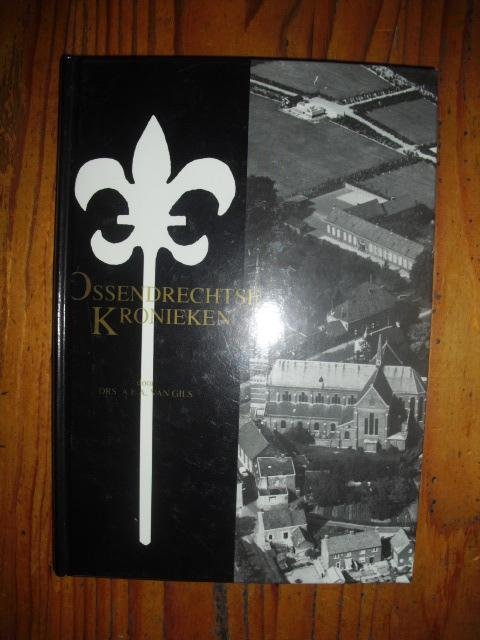 OSSENDRECHTSE
KRONIEKEN
DOOR
DRS. A.F.A. VAN GILS